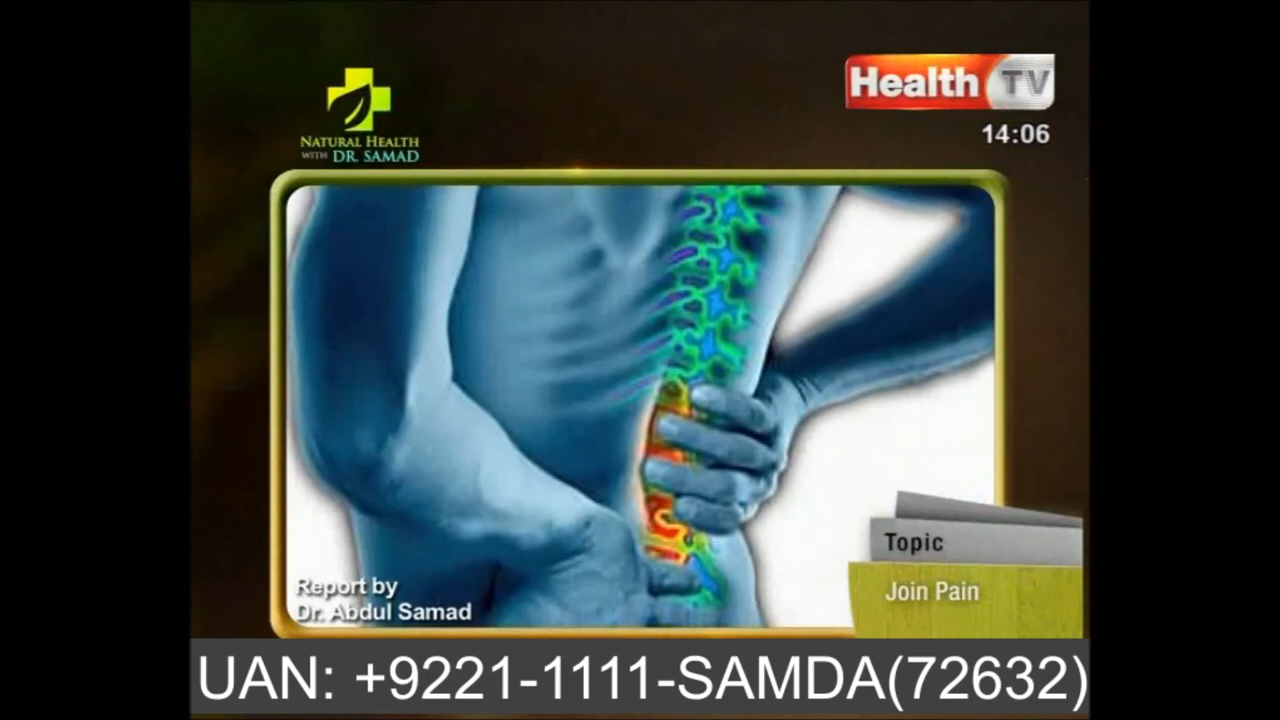 Health TV
14:06
NATURAL HEALTH
WITH DR. SAMAD
Topic
Join Pain
Report by
Dr. Abdul Samad
UAN: +9221-1111-SAMDA(72632)